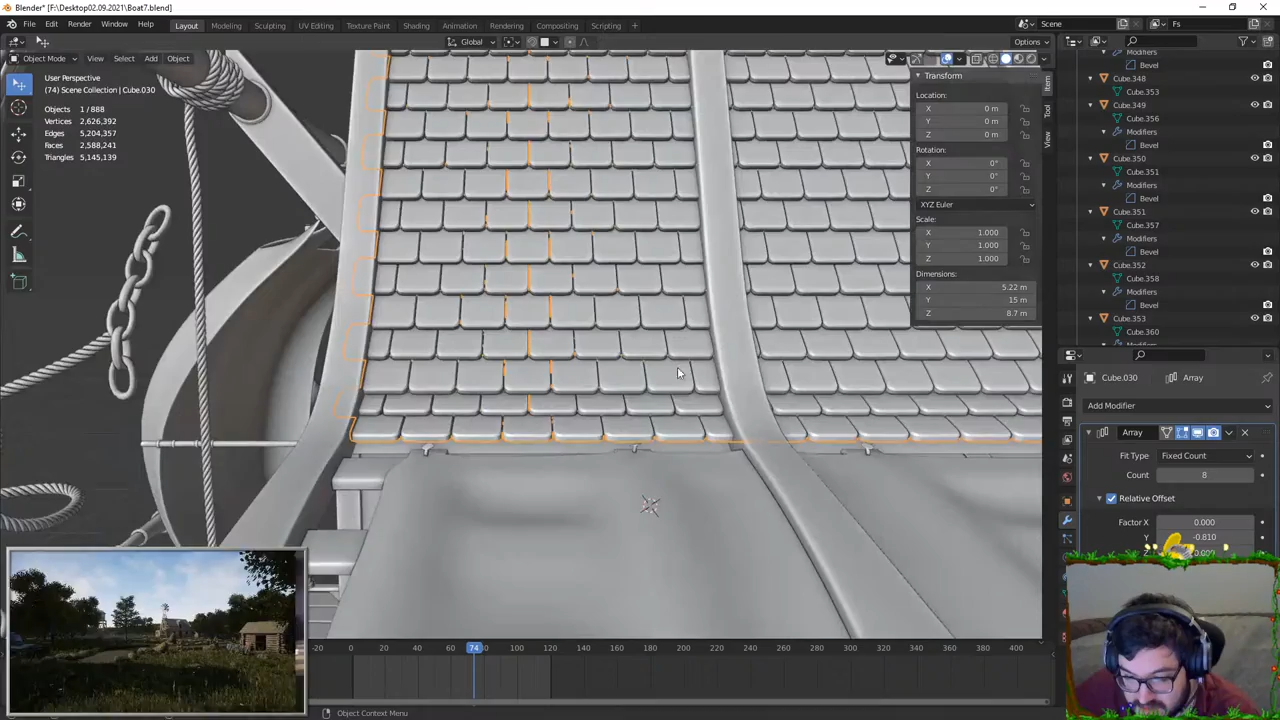 Blender* [F:\Desktop02.09.2021\Boat7.blend]
File Edit Render Window Help Layout Modeling Sculpting UV Editing Texture Paint Shading Animation Rendering Compositing Scripting + Scene Fs
Global Options
Object Mode View Select Add Object
User Perspective
(74) Scene Collection | Cube.030
Objects 1 / 888
Vertices 2,626,392
Edges 5,204,357
Faces 2,588,241
Triangles 5,145,139
Transform
Location:
X 0 m
Y 0 m
Z 0 m
Rotation:
X 0°
Y 0°
Z 0°
XYZ Euler
Scale:
X 1.000
Y 1.000
Z 1.000
Dimensions:
X 5.22 m
Y 15 m
Z 8.7 m
Item
Tool
View
Modifiers
Bevel
Cube.348
Cube.353
Cube.349
Cube.356
Modifiers
Bevel
Cube.350
Cube.351
Modifiers
Bevel
Cube.351
Cube.357
Modifiers
Bevel
Cube.352
Cube.358
Modifiers
Bevel
Cube.353
Cube.360
Cube.030 Array
Add Modifier
Array
Fit Type Fixed Count
Count 8
Relative Offset
Factor X 0.000
Y -0.810
-20 0 20 40 60 74 80 100 120 140 160 180 200 220 240 260 280 300 320 340 360 380 400
Object Context Menu